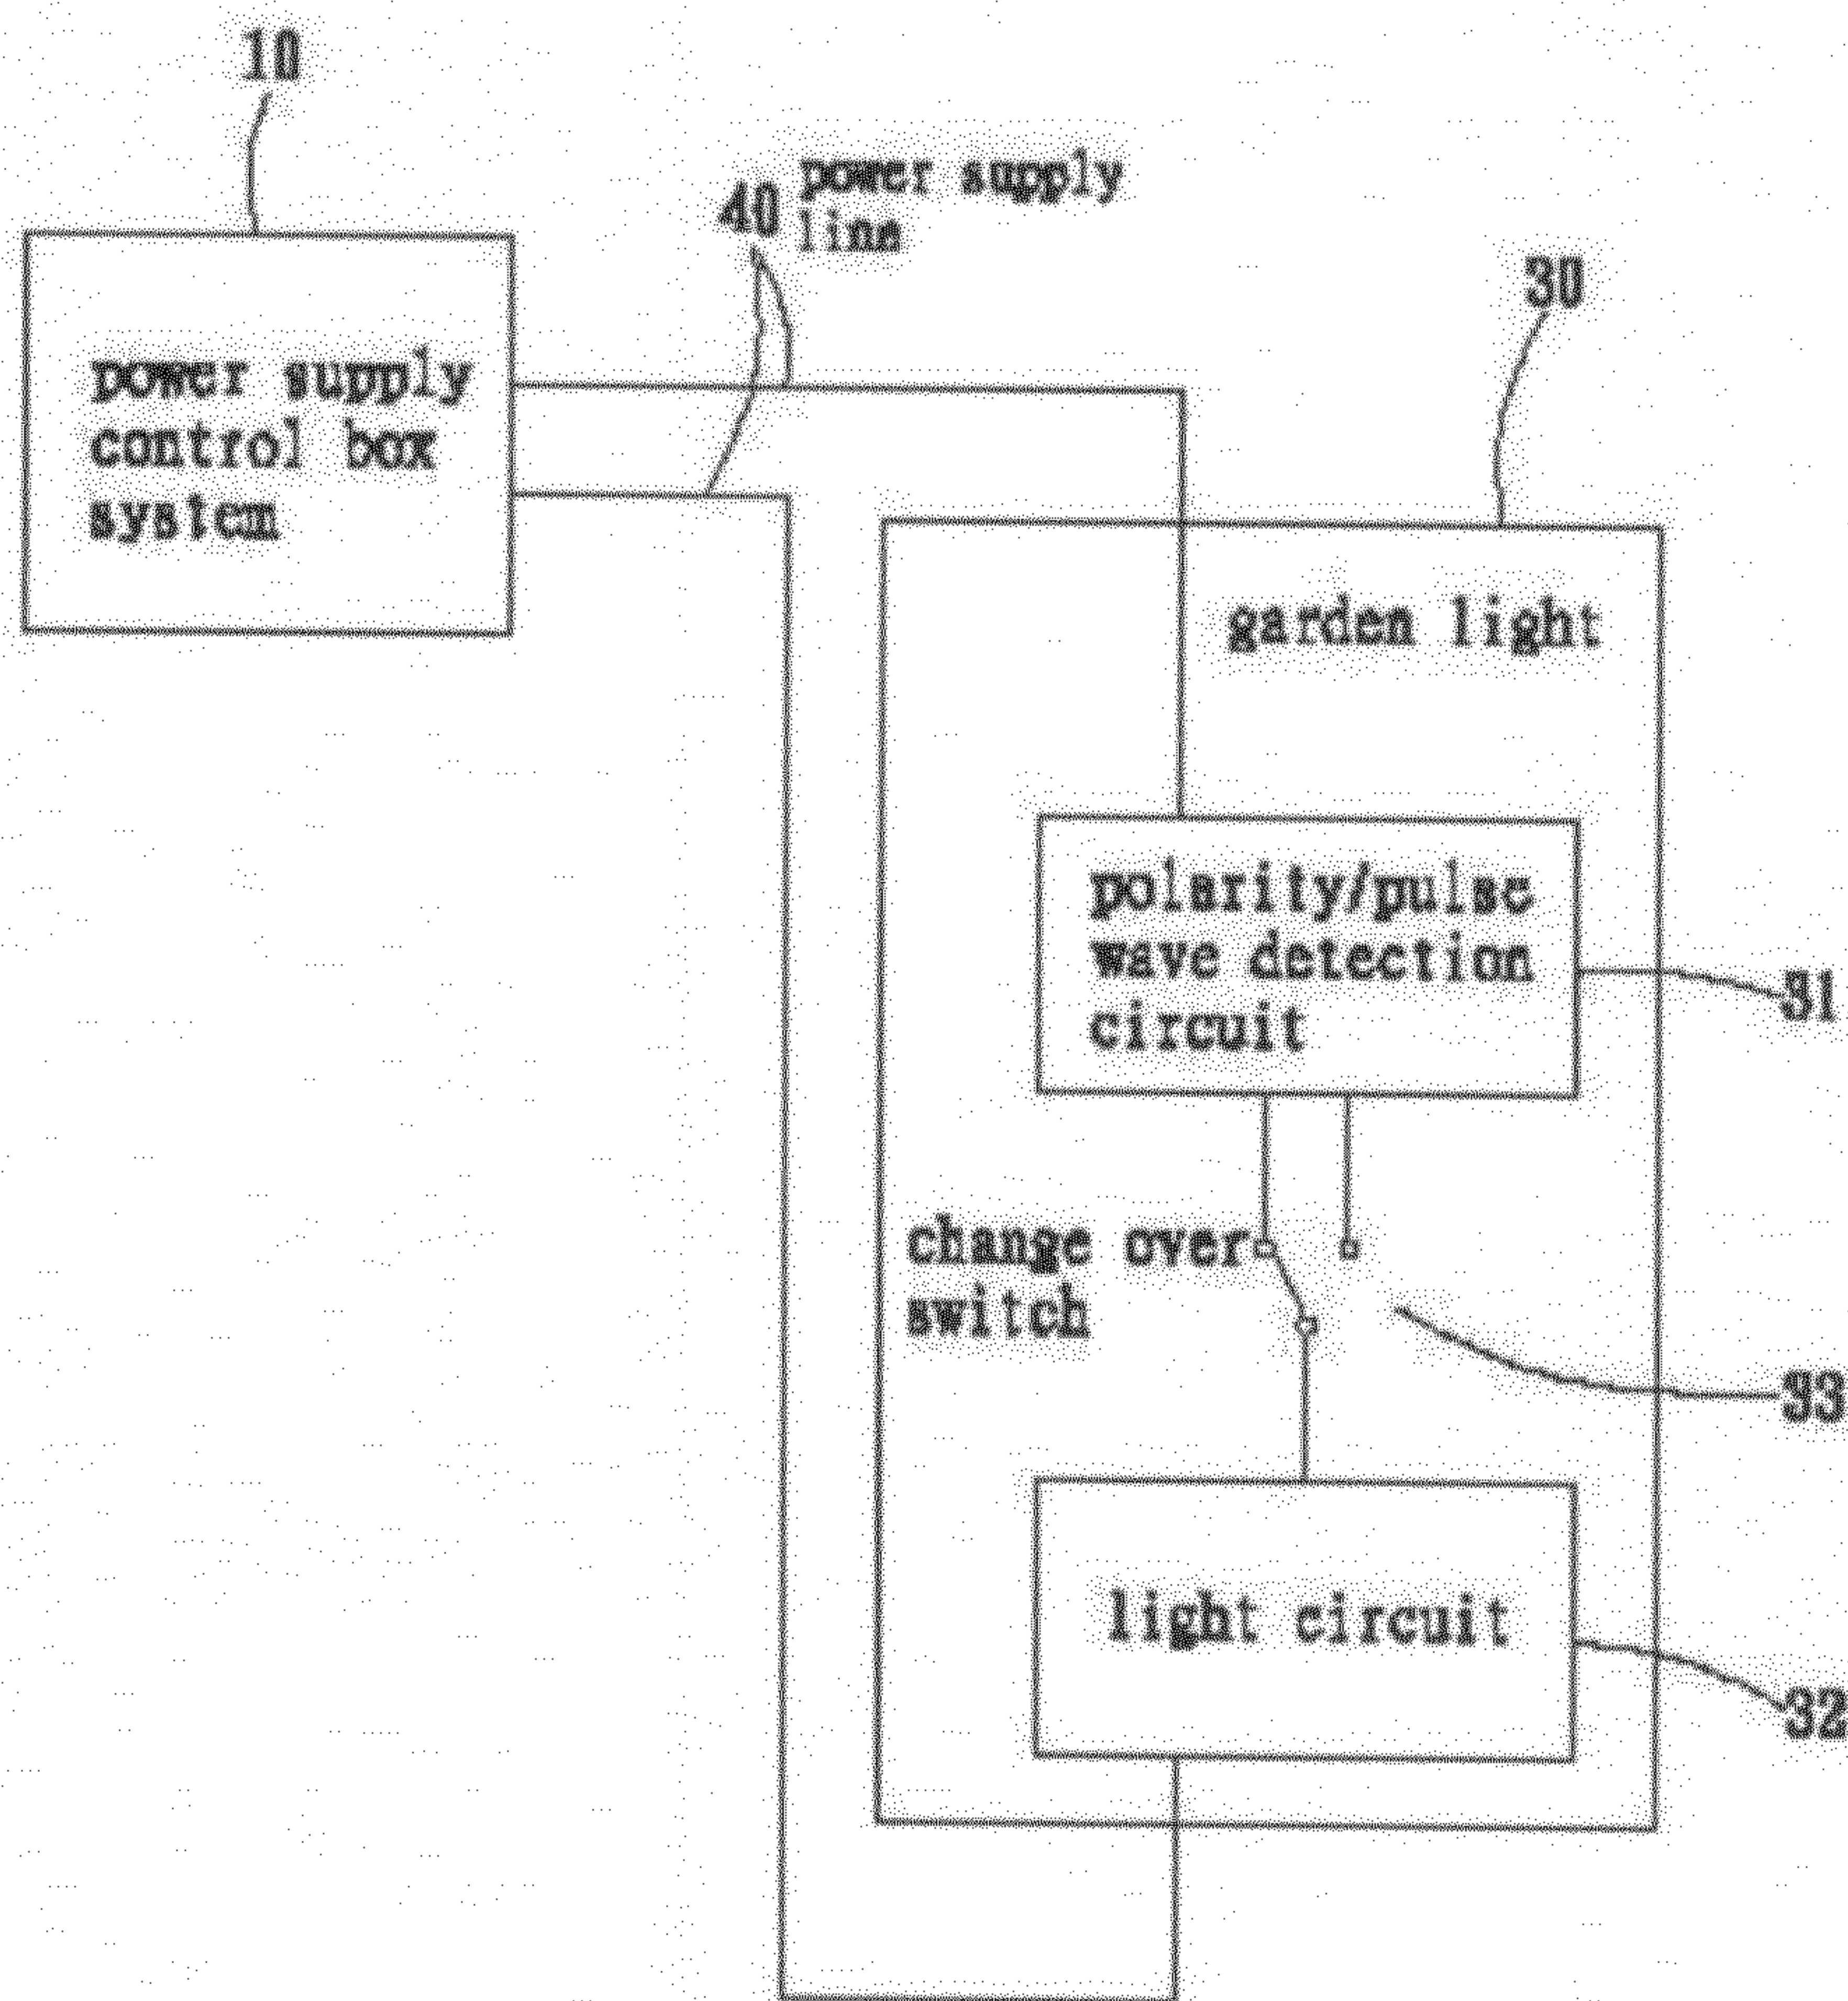 10
40 power supply
line
30
power supply
control box
system
garden light
polarity/pulse
wave detection
circuit
31
change over
switch
33
light circuit
32